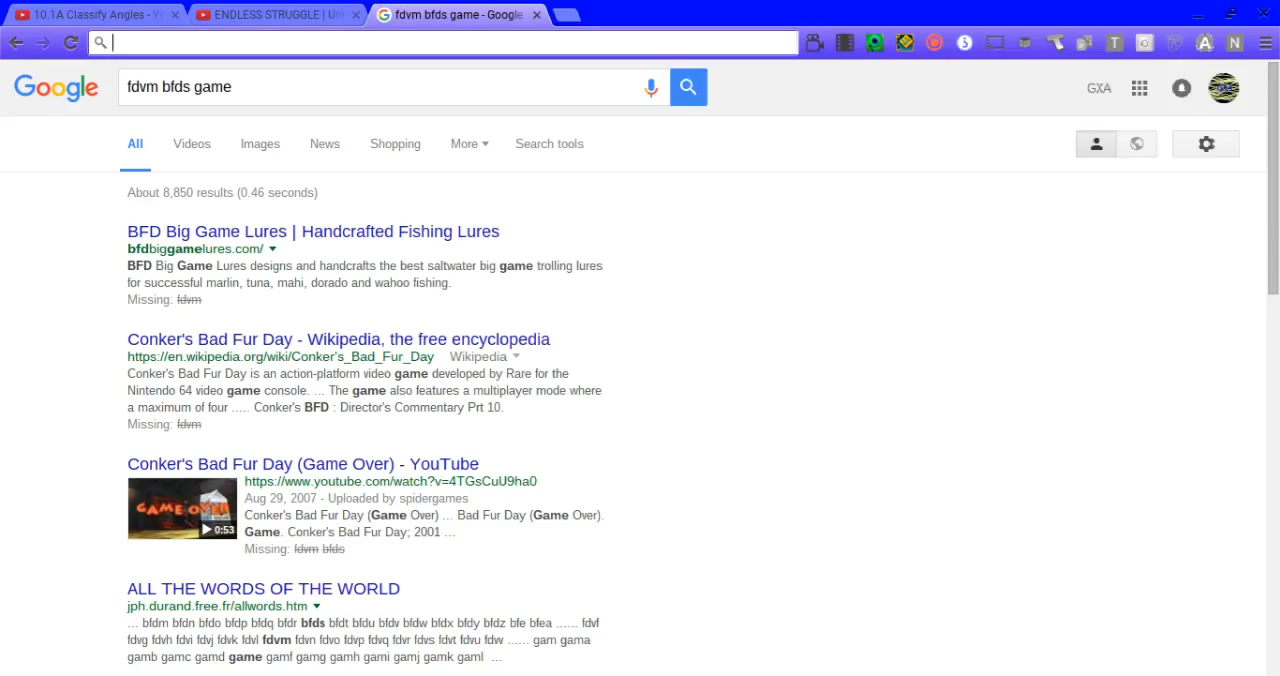 10.1A Classify Angles - Y
ENDLESS STRUGGLE | Un
fdvm bfds game - Google
Google
fdvm bfds game
GXA
All Videos Images News Shopping More Search tools
About 8,850 results (0.46 seconds)
BFD Big Game Lures | Handcrafted Fishing Lures
bfdbiggamelures.com/
BFD Big Game Lures designs and handcrafts the best saltwater big game trolling lures
for successful marlin, tuna, mahi, dorado and wahoo fishing.
Missing: fdvm
Conker's Bad Fur Day - Wikipedia, the free encyclopedia
https://en.wikipedia.org/wiki/Conker's_Bad_Fur_Day Wikipedia
Conker's Bad Fur Day is an action-platform video game developed by Rare for the
Nintendo 64 video game console. ... The game also features a multiplayer mode where
a maximum of four ..... Conker's BFD : Director's Commentary Prt 10.
Missing: fdvm
Conker's Bad Fur Day (Game Over) - YouTube
GAME OVER
0:53
https://www.youtube.com/watch?v=4TGsCuU9ha0
Aug 29, 2007 - Uploaded by spidergames
Conker's Bad Fur Day (Game Over) ... Bad Fur Day (Game Over).
Game. Conker's Bad Fur Day; 2001 ...
Missing: fdvm bfds
ALL THE WORDS OF THE WORLD
jph.durand.free.fr/allwords.htm
... bfdm bfdn bfdo bfdp bfdq bfdr bfds bfdt bfdu bfdv bfdw bfdx bfdy bfdz bfe bfea ...... fdvf
fdvg fdvh fdvi fdvj fdvk fdvl fdvm fdvn fdvo fdvp fdvq fdvr fdvs fdvt fdvu fdw ...... gam gama
gamb gamc gamd game gamf gamg gamh gami gamj gamk gaml ...